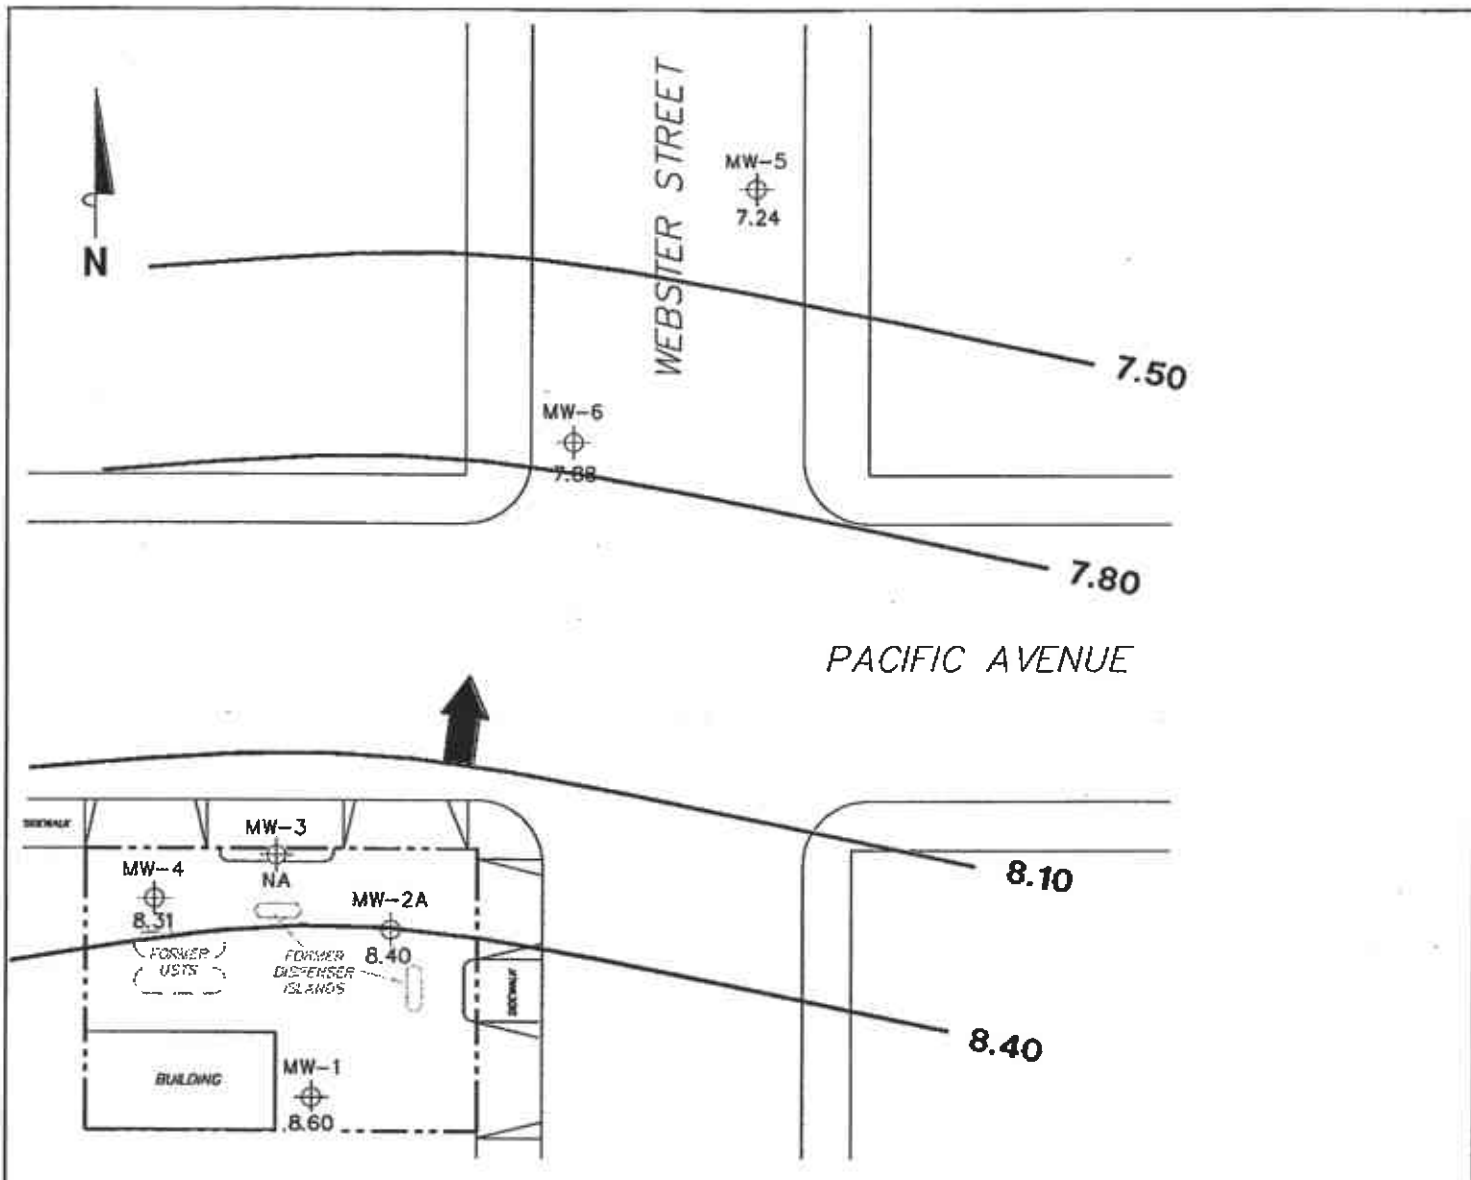 WEBSTER STREET
MW-5
7.24
N
7.50
MW-6
7.80
PACIFIC AVENUE
SIDEWALK
MW-3
NA
MW-4
8.31
MW-2A
8.40
8.10
FORMER
USTS
FORMER
DISPENSER
ISLANDS
SIDEWALK
8.40
BUILDING
MW-1
8.60